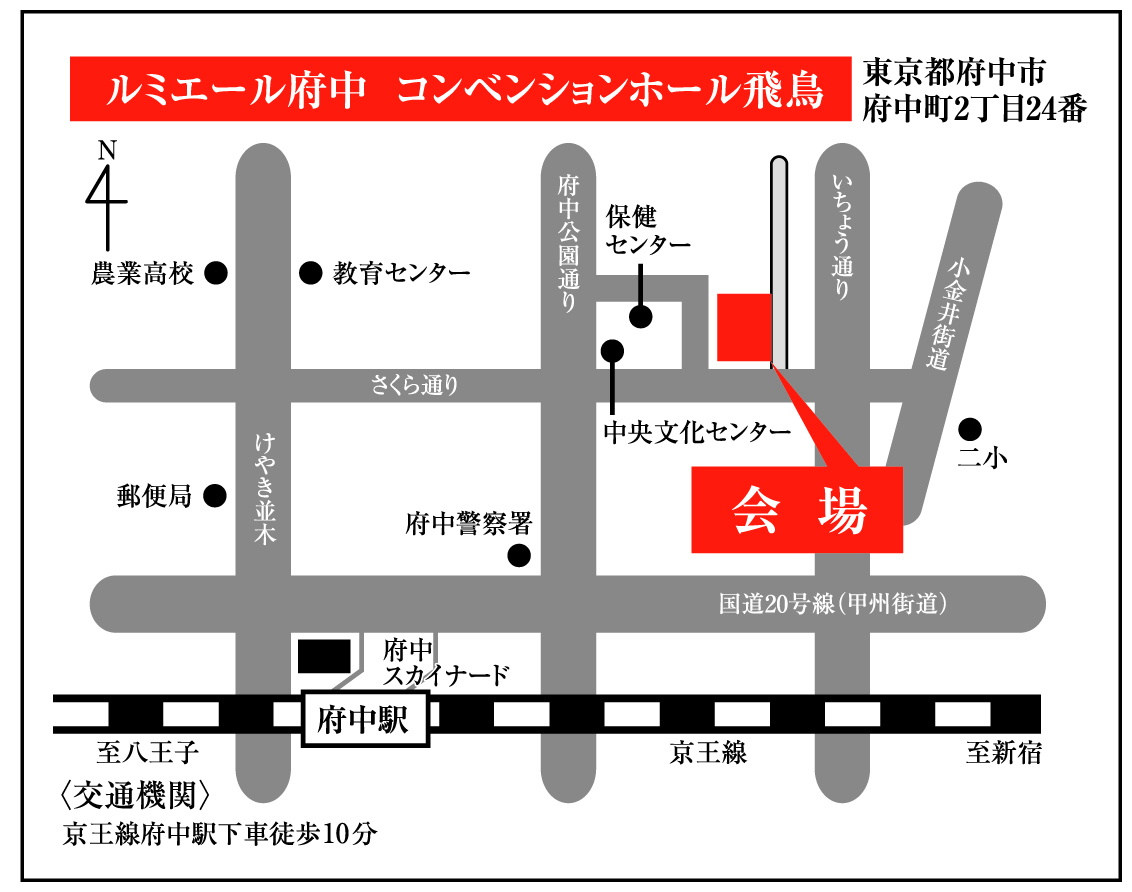 ルミエール府中 コンベンションホール飛鳥
東京都府中市
府中町2丁目24番
N
農業高校
教育センター
府中公園通り
保健
センター
いちょう通り
小金井街道
さくら通り
中央文化センター
二小
けやき並木
郵便局
府中警察署
会 場
国道20号線（甲州街道）
府中
スカイナード
府中駅
至八王子
京王線
至新宿
〈交通機関〉
京王線府中駅下車徒歩10分